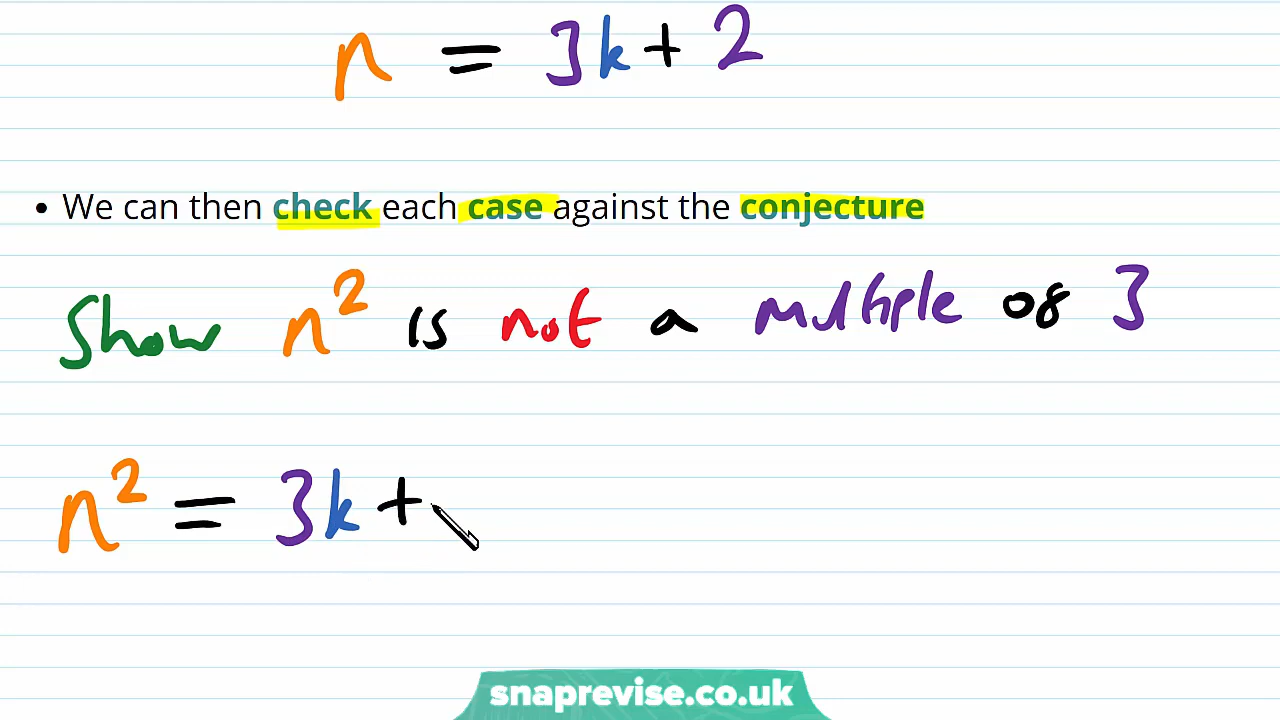 n = 3k + 2
• We can then check each case against the conjecture
Show n² is not a multiple of 3
n² = 3k +
snaprevise.co.uk